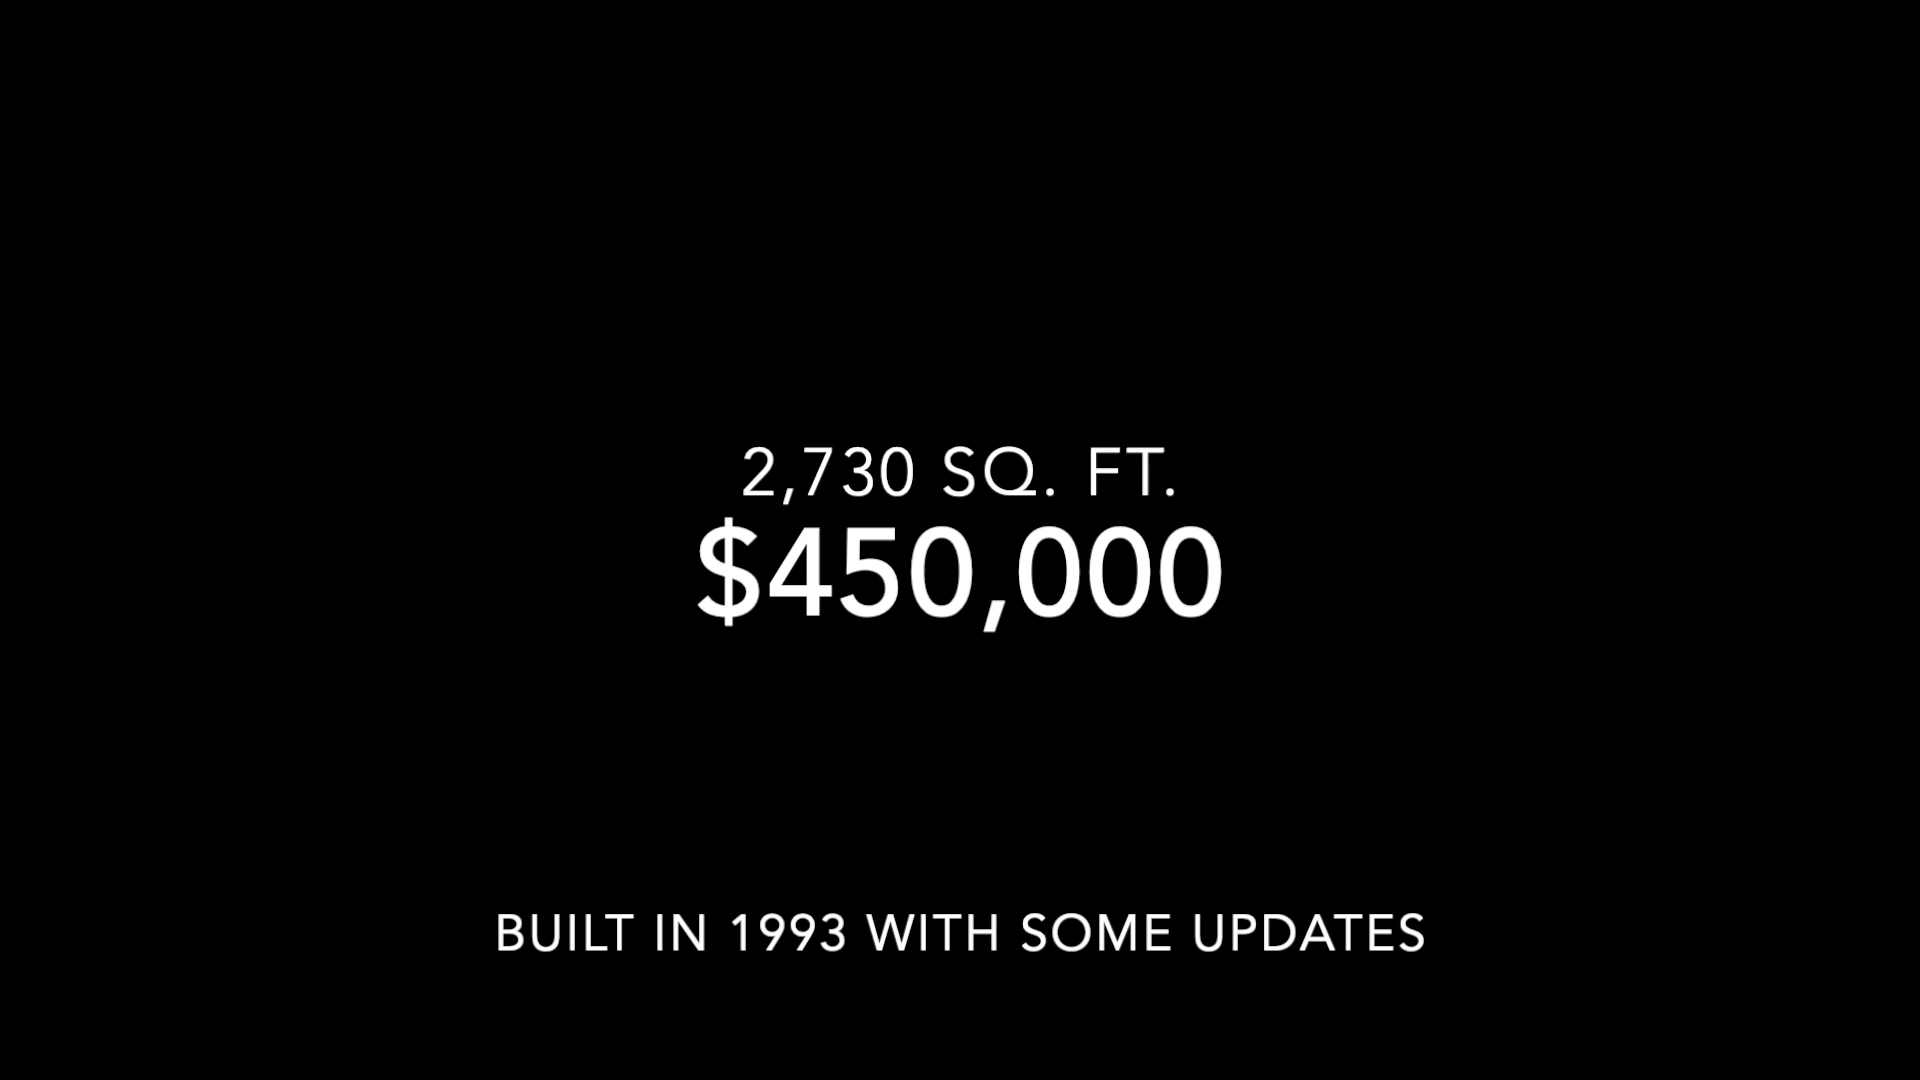 2,730 SQ. FT.
$450,000
BUILT IN 1993 WITH SOME UPDATES